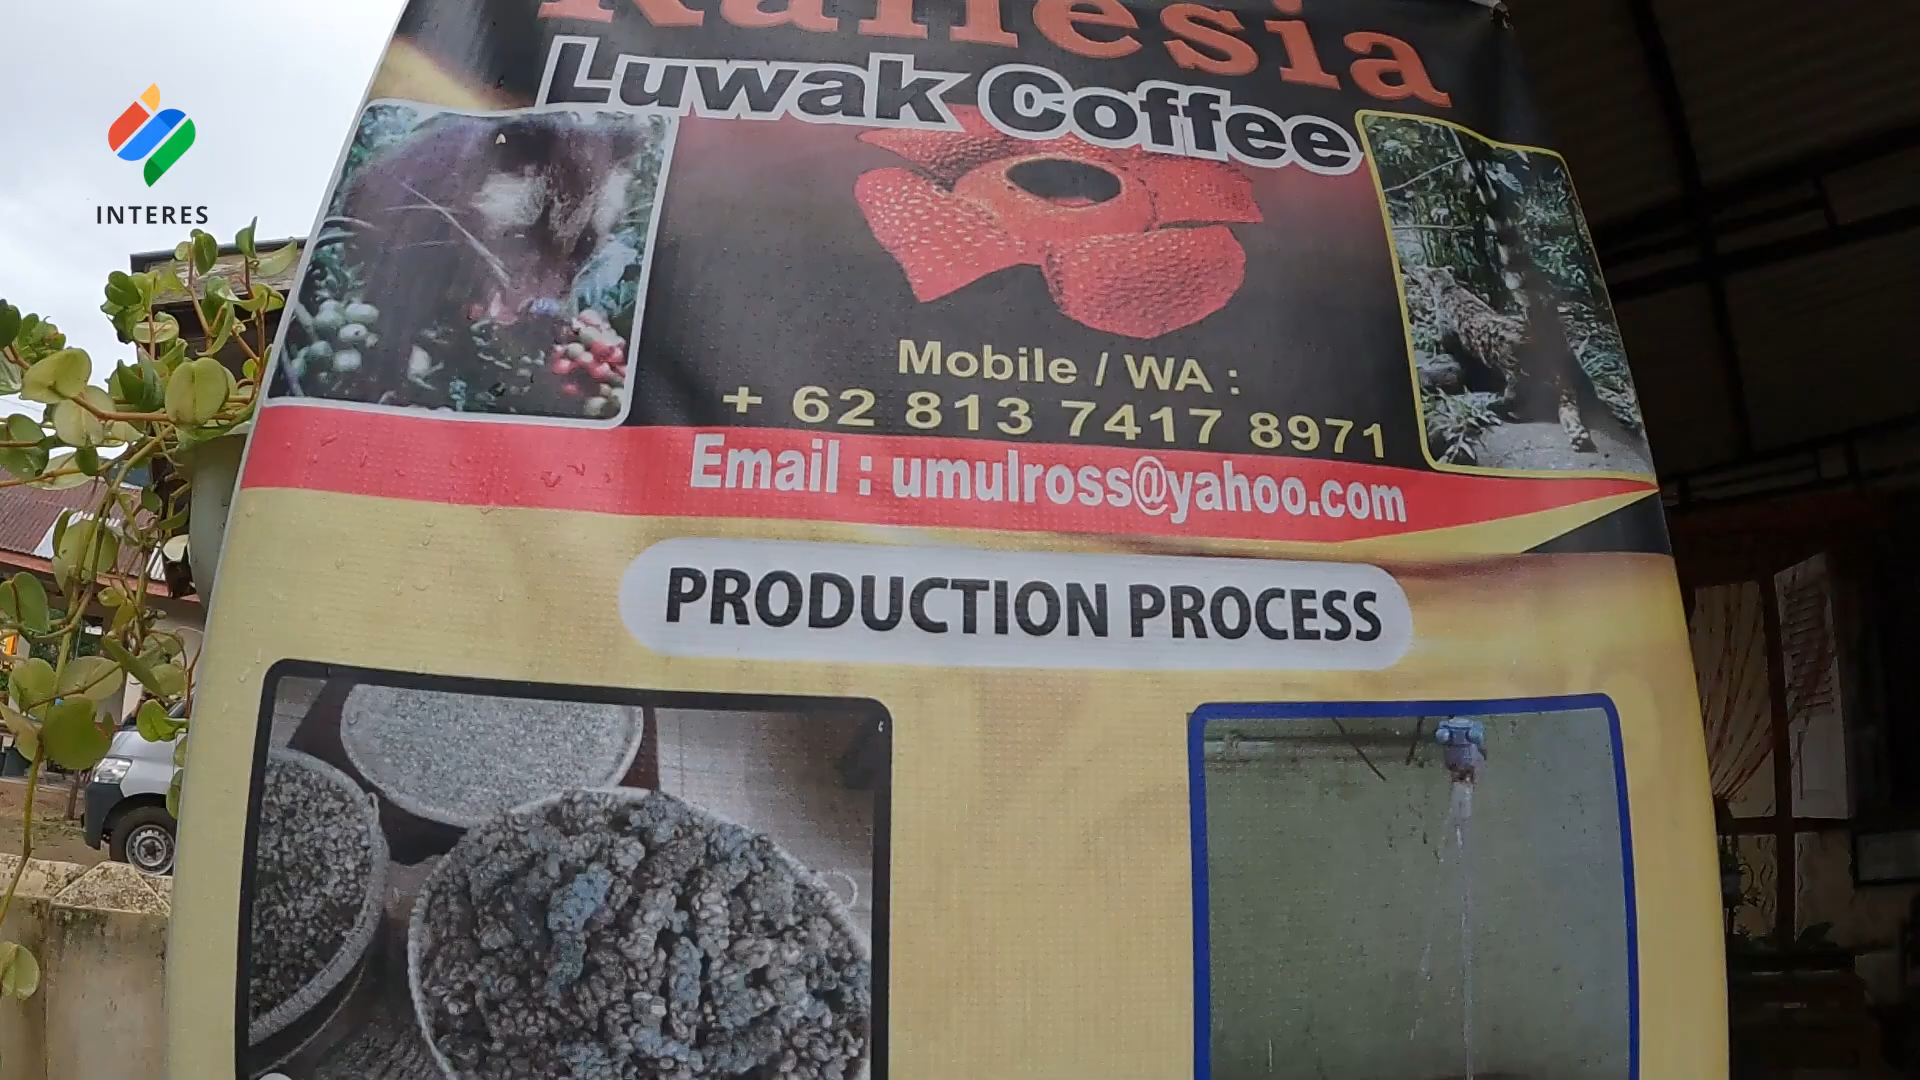 Luwak Coffee
INTERES
Mobile / WA :
+ 62 813 7417 8971
Email : umulross@yahoo.com
PRODUCTION PROCESS